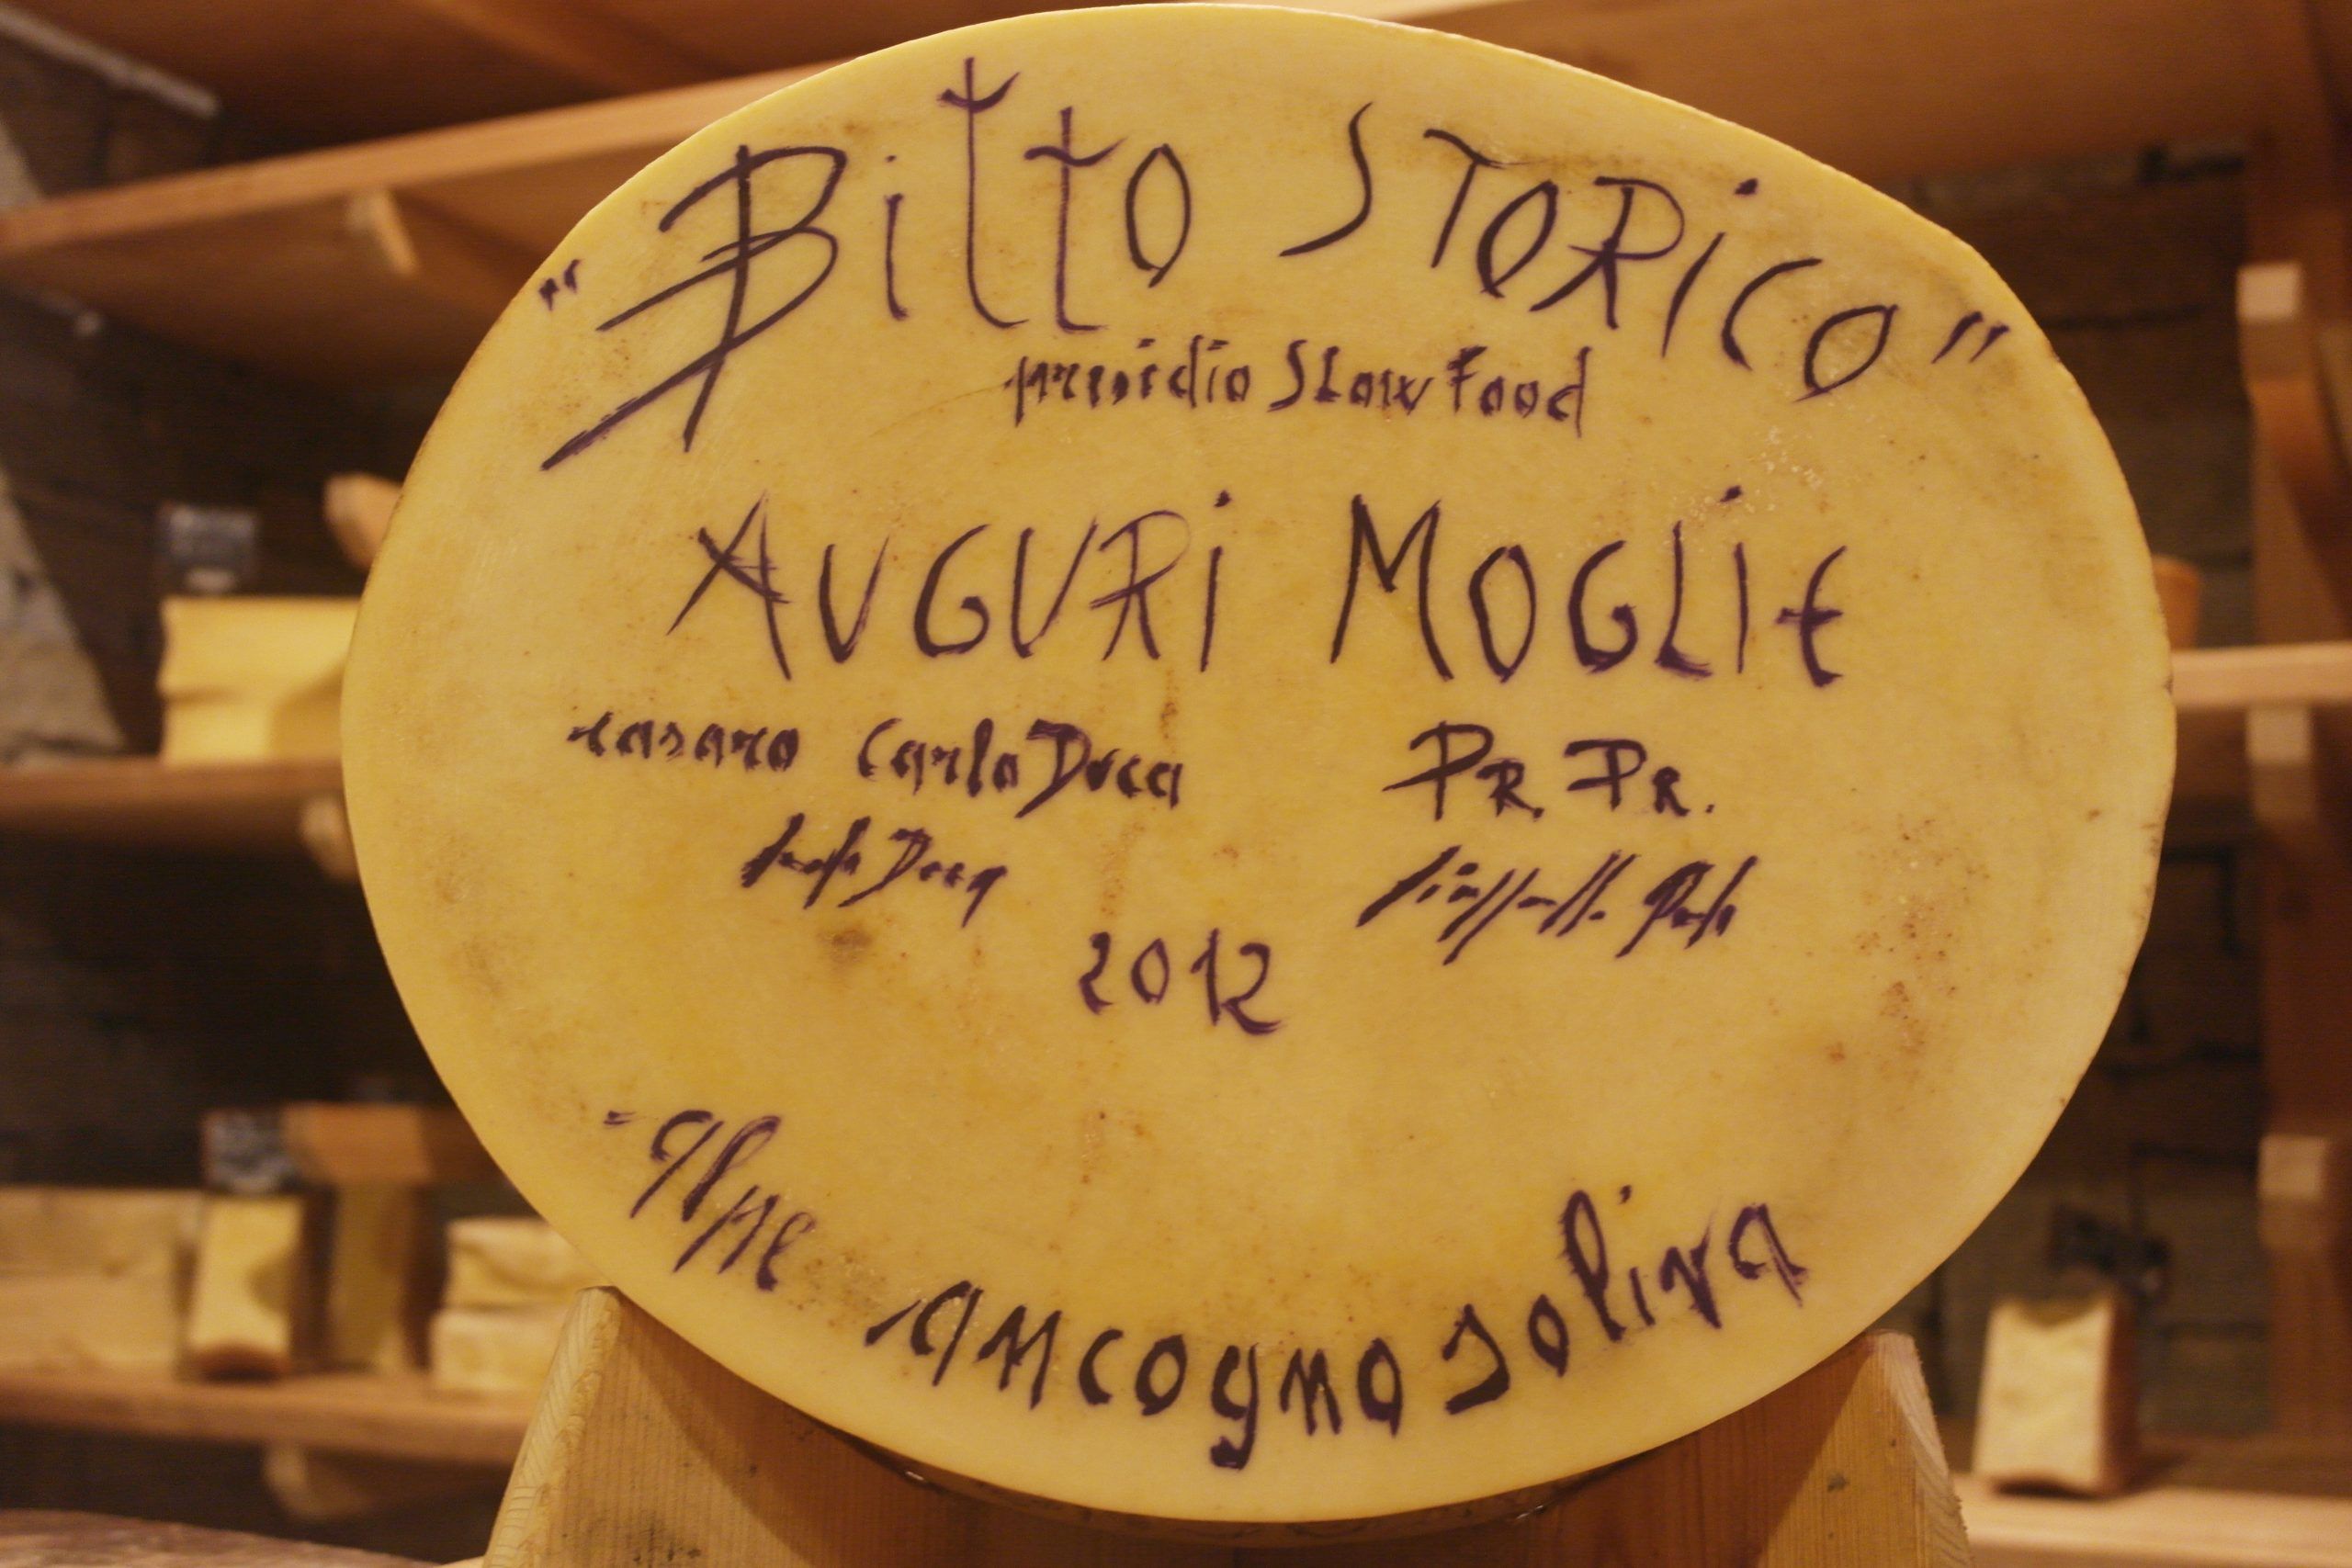 "Bitto STORiCO"
presidio SLow Food
AUGURi MOGLiE
casaro Carlo Duca PR. PR.
2012
"Alpe ancogno soliva